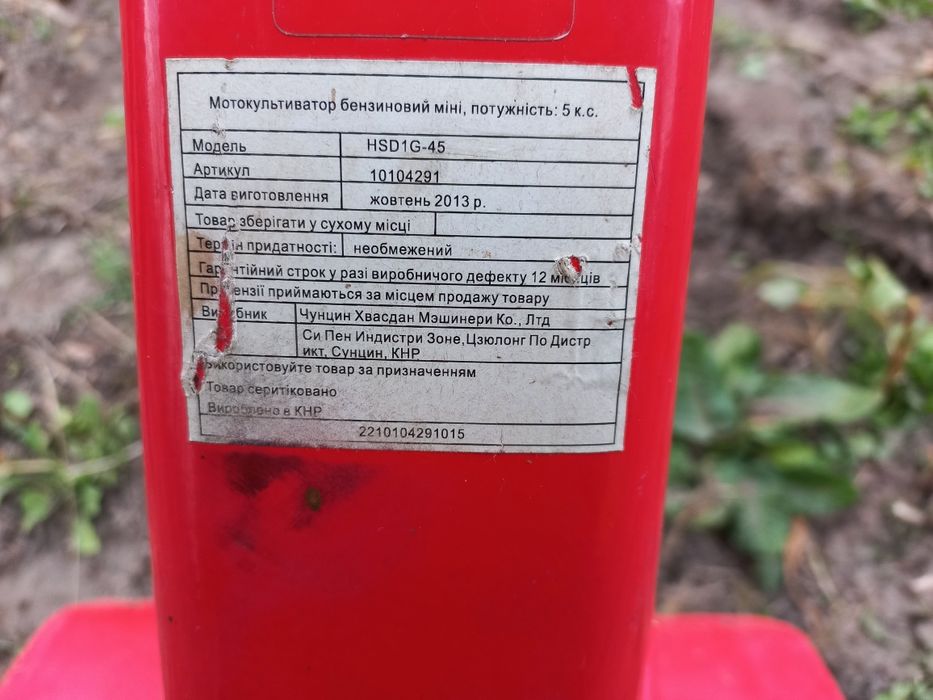 Мотокультиватор бензиновий міні, потужність: 5 к.с.
Модель HSD1G-45
Артикул 10104291
Дата виготовлення жовтень 2013 р.
Товар зберігати у сухому місці
Термін придатності: необмежений
Гарантійний строк у разі виробничого дефекту 12 місяців
Претензії приймаються за місцем продажу товару
Виробник Чунцин Хвасдан Мэшинери Ко., Лтд
Си Пен Индистри Зоне,Цзюлонг По Дистр
икт, Сунцин, КНР
Використовуйте товар за призначенням
Товар серитіковано
Вироблено в КНР
2210104291015